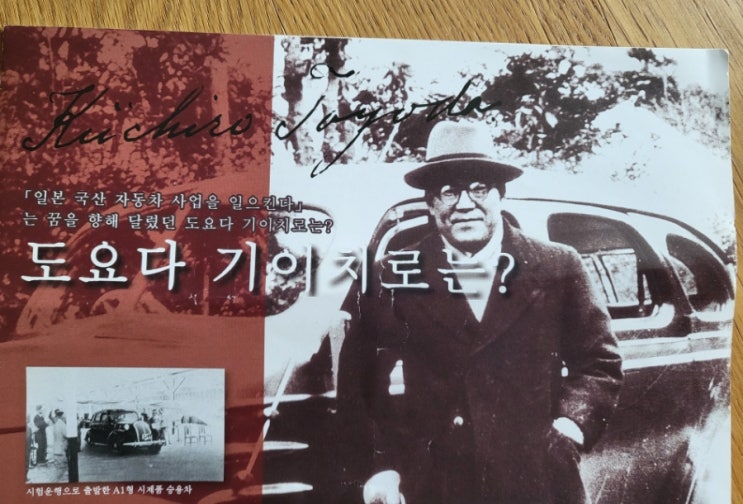 Kiichiro Toyoda
「일본 국산 자동차 사업을 일으킨다」
는 꿈을 향해 달렸던 도요다 기이치로는?
도요다 기이치로는?
시험운행으로 출발한 A1형 시제품 승용차